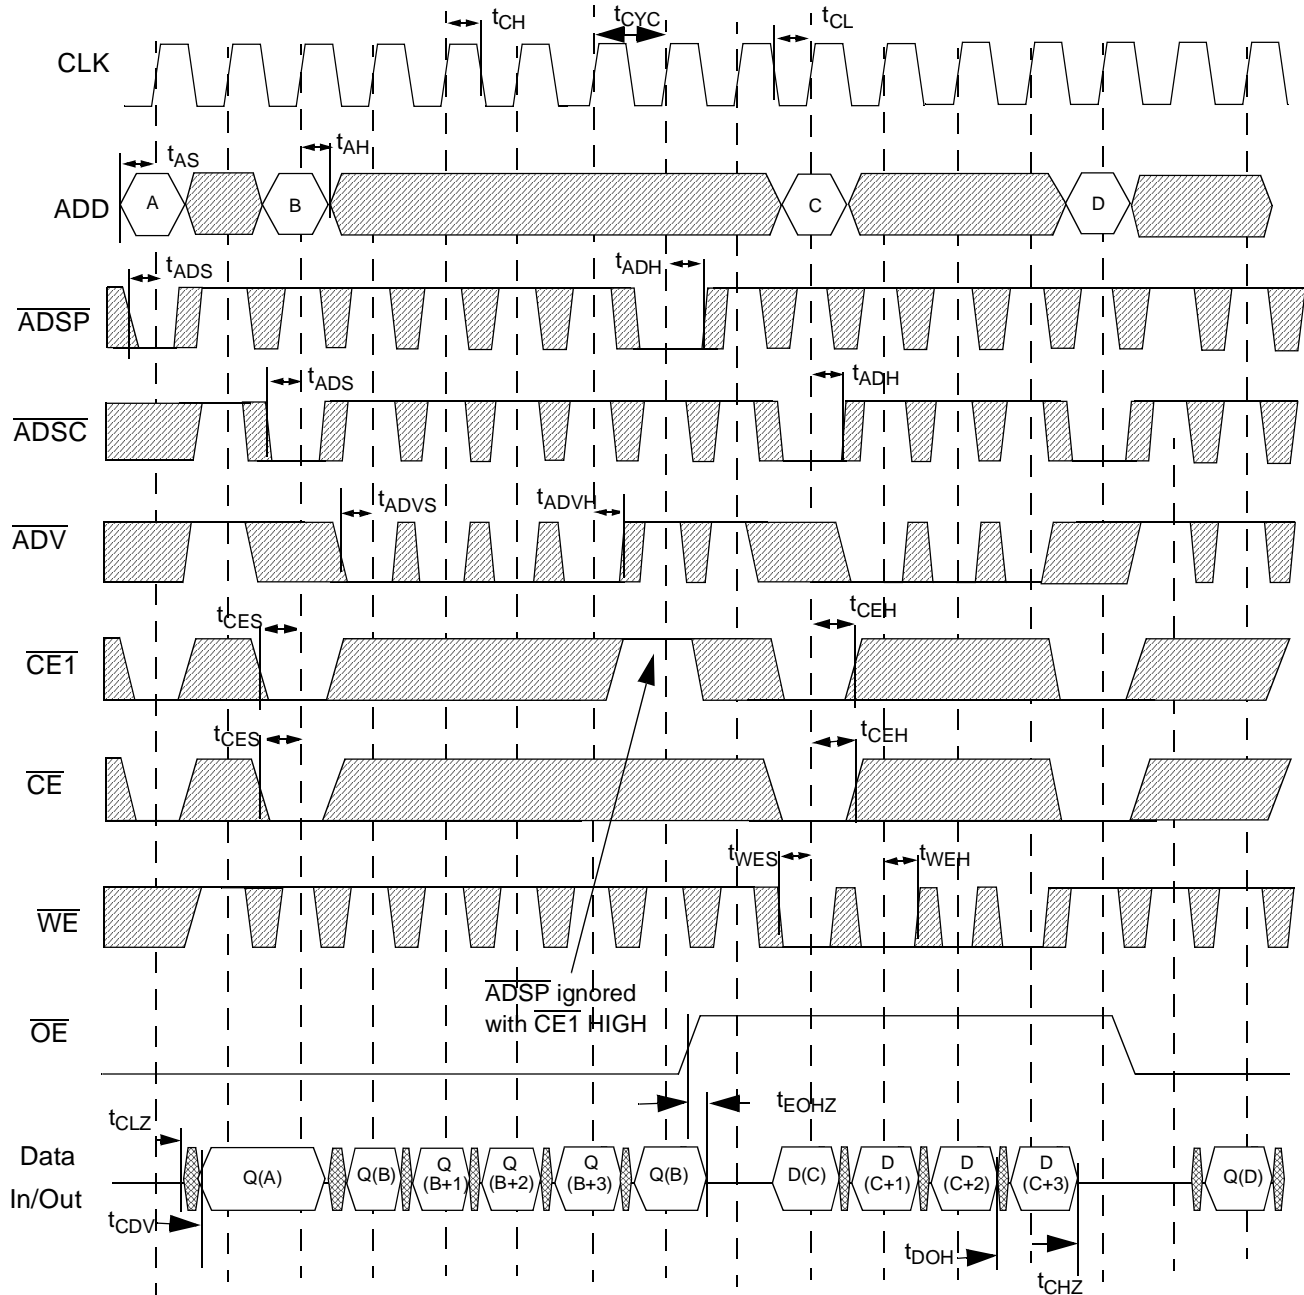 tCH
tCYC
tCL
CLK
tAS
tAH
ADD
A
B
C
D
tADS
tADH
ADSP
tADS
tADH
ADSC
tADVS
tADVH
ADV
tCES
tCEH
CE1
tCES
tCEH
CE
tWES
tWEH
WE
ADSP ignored
with CE1 HIGH
OE
tEOHZ
tCLZ
Data
In/Out
Q(A)
Q(B)
Q
(B+1)
Q
(B+2)
Q
(B+3)
Q(B)
D(C)
D
(C+1)
D
(C+2)
D
(C+3)
Q(D)
tCDV
tDOH
tCHZ